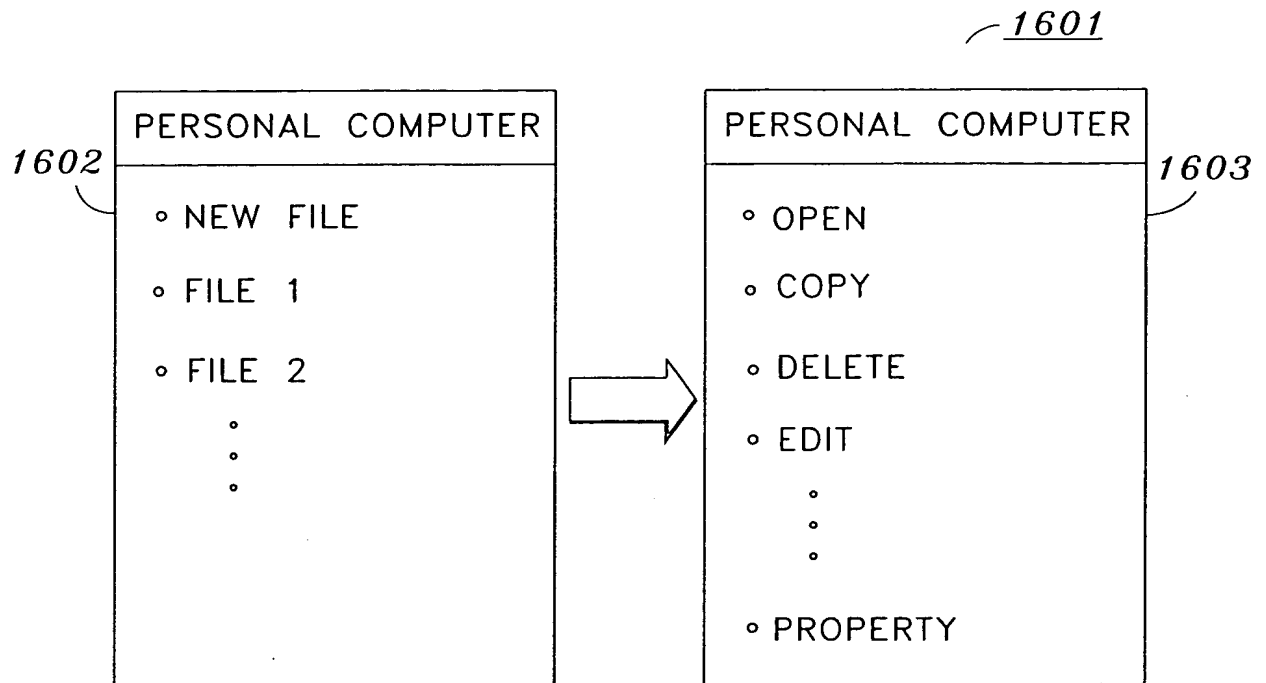 1601
PERSONAL COMPUTER
1602
NEW FILE
FILE 1
FILE 2
PERSONAL COMPUTER
1603
OPEN
COPY
DELETE
EDIT
PROPERTY